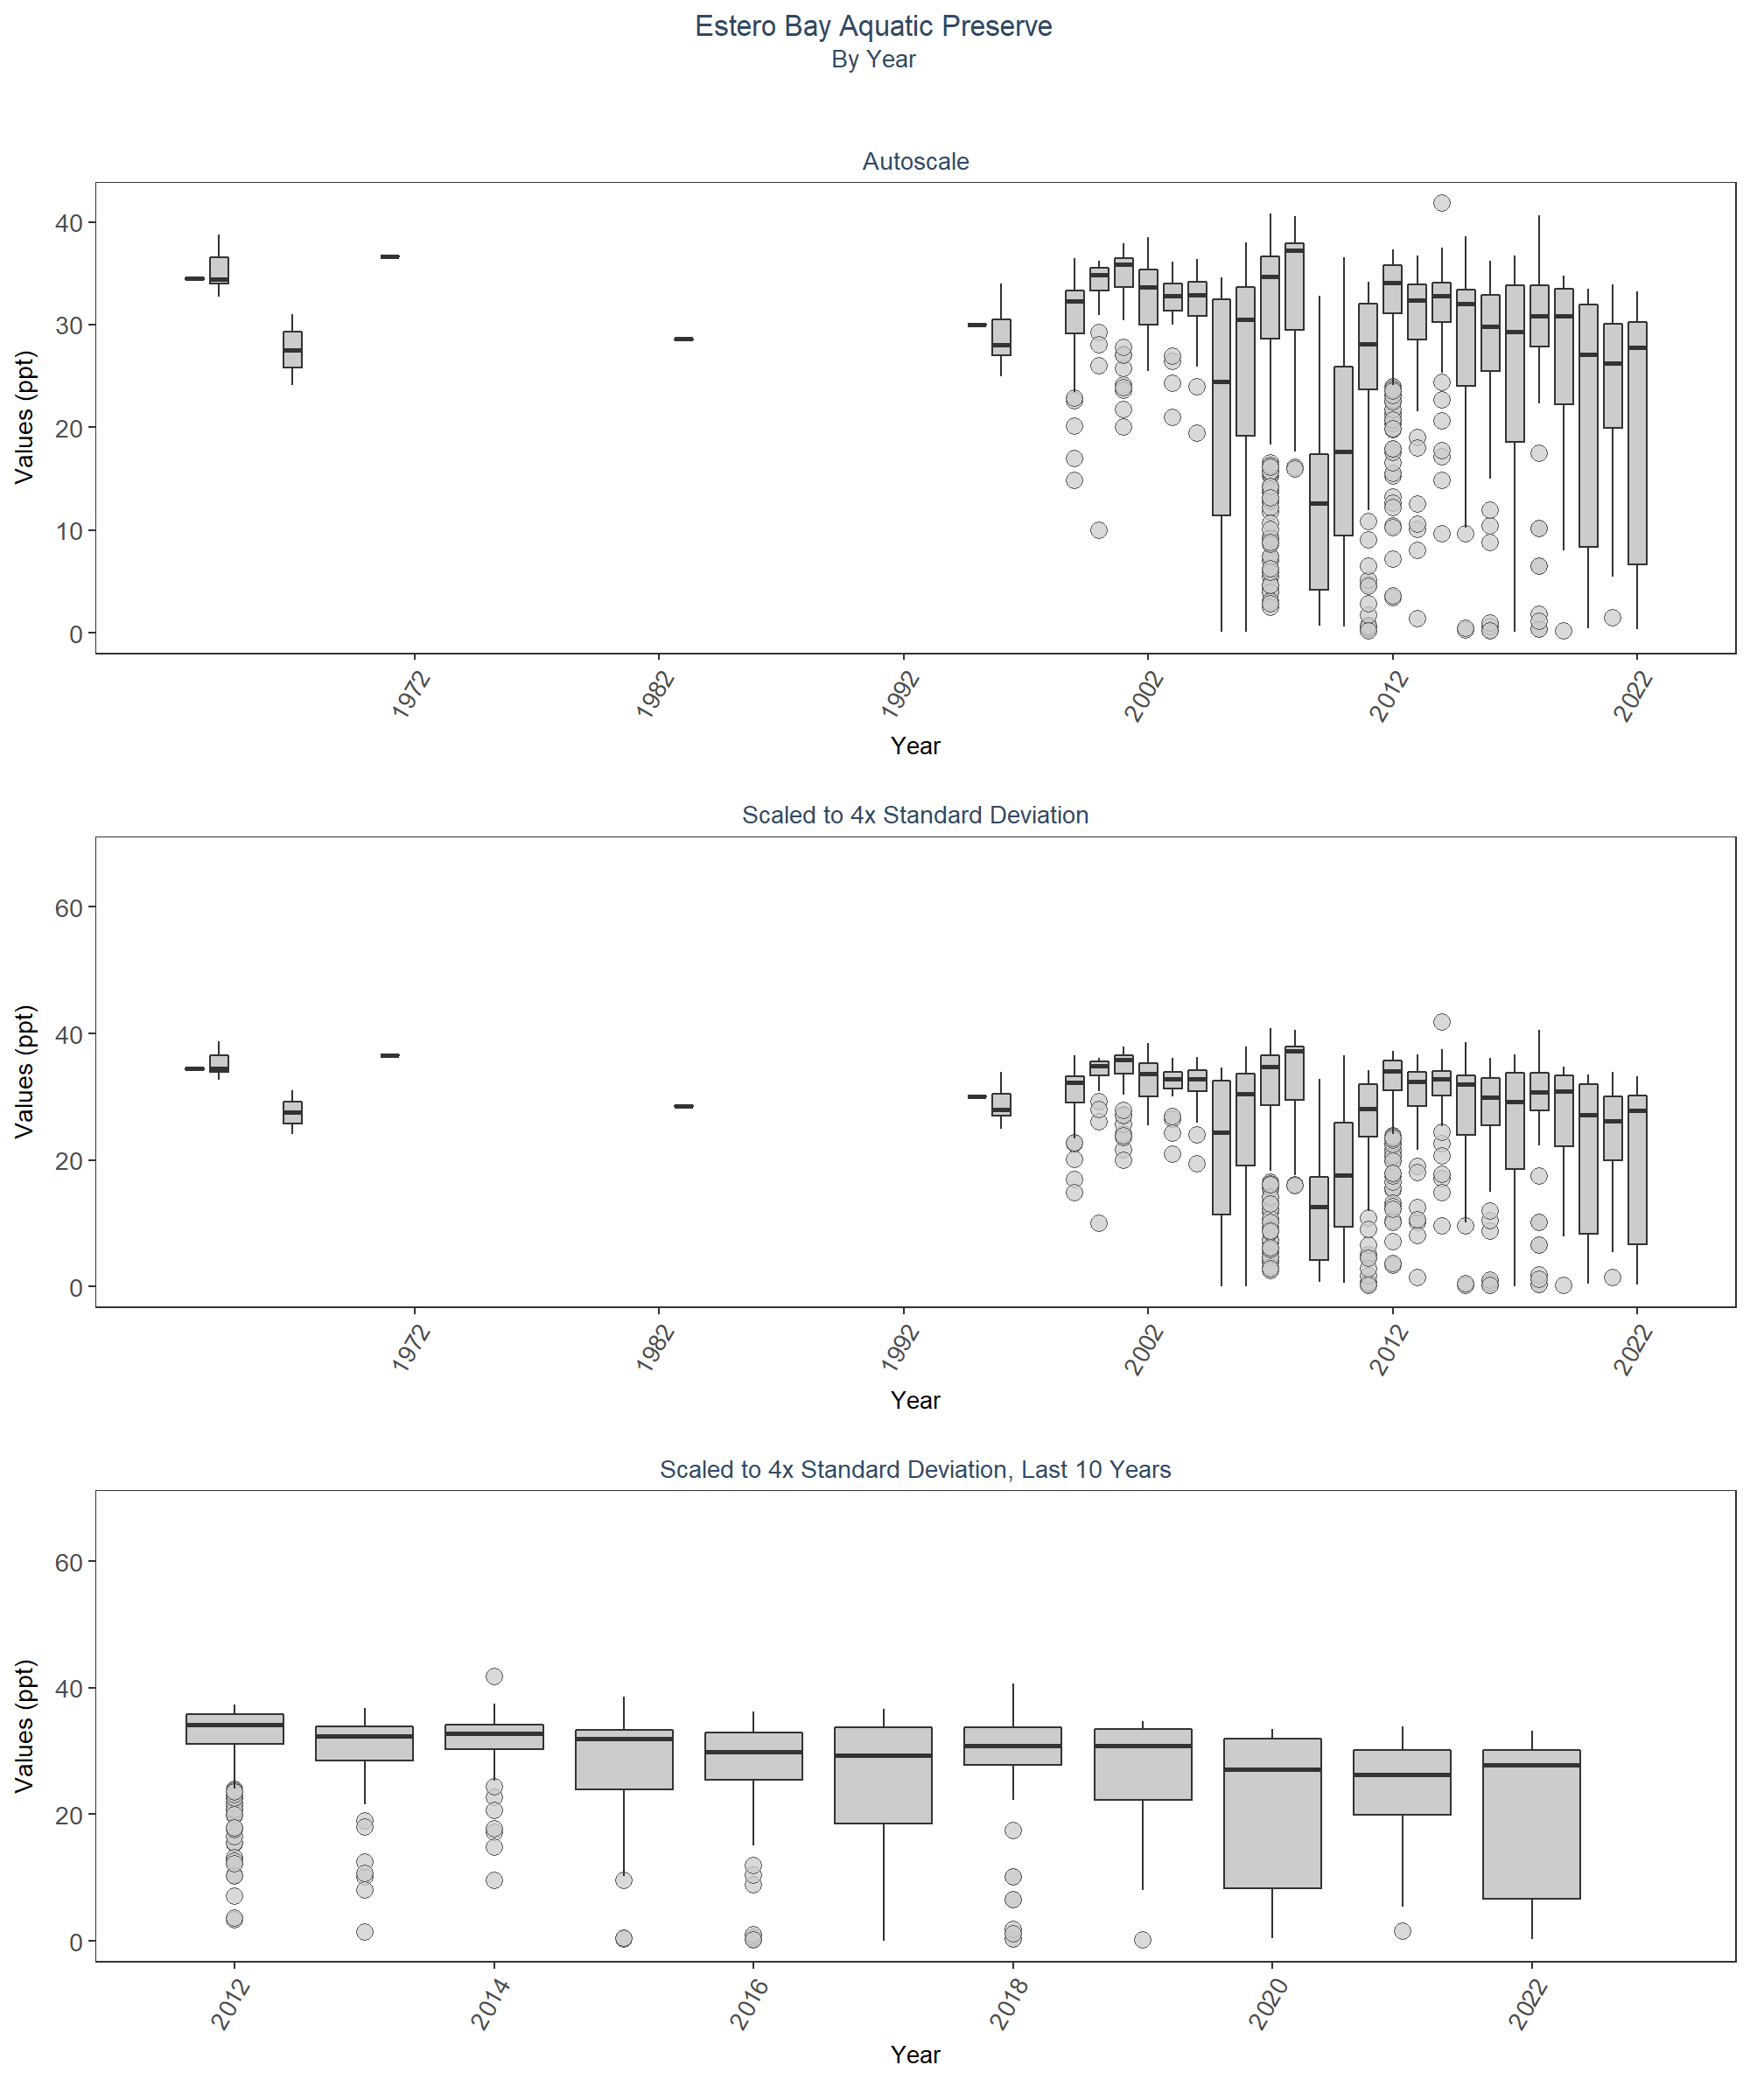 Estero Bay Aquatic Preserve
By Year
Autoscale
Values (ppt)
40
30
20
10
0
1972
1982
1992
2002
2012
2022
Year
Scaled to 4x Standard Deviation
Values (ppt)
60
40
20
0
1972
1982
1992
2002
2012
2022
Year
Scaled to 4x Standard Deviation, Last 10 Years
Values (ppt)
60
40
20
0
2012
2014
2016
2018
2020
2022
Year